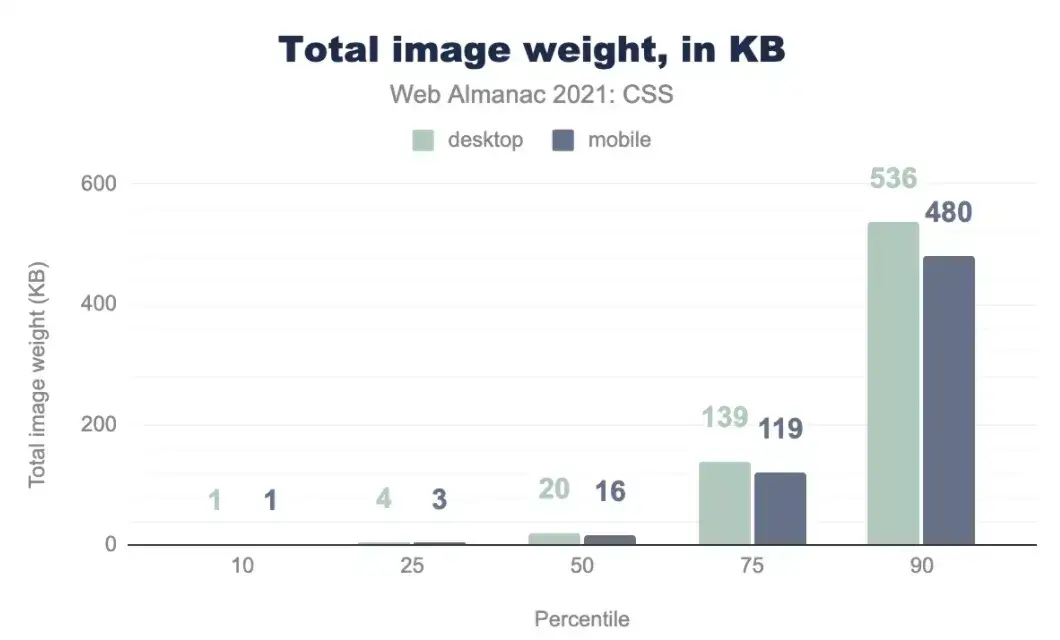 Total image weight, in KB
Web Almanac 2021: CSS
desktop mobile
600
400
200
0
Total image weight (KB)
1 1
4 3
20 16
139 119
536 480
10 25 50 75 90
Percentile